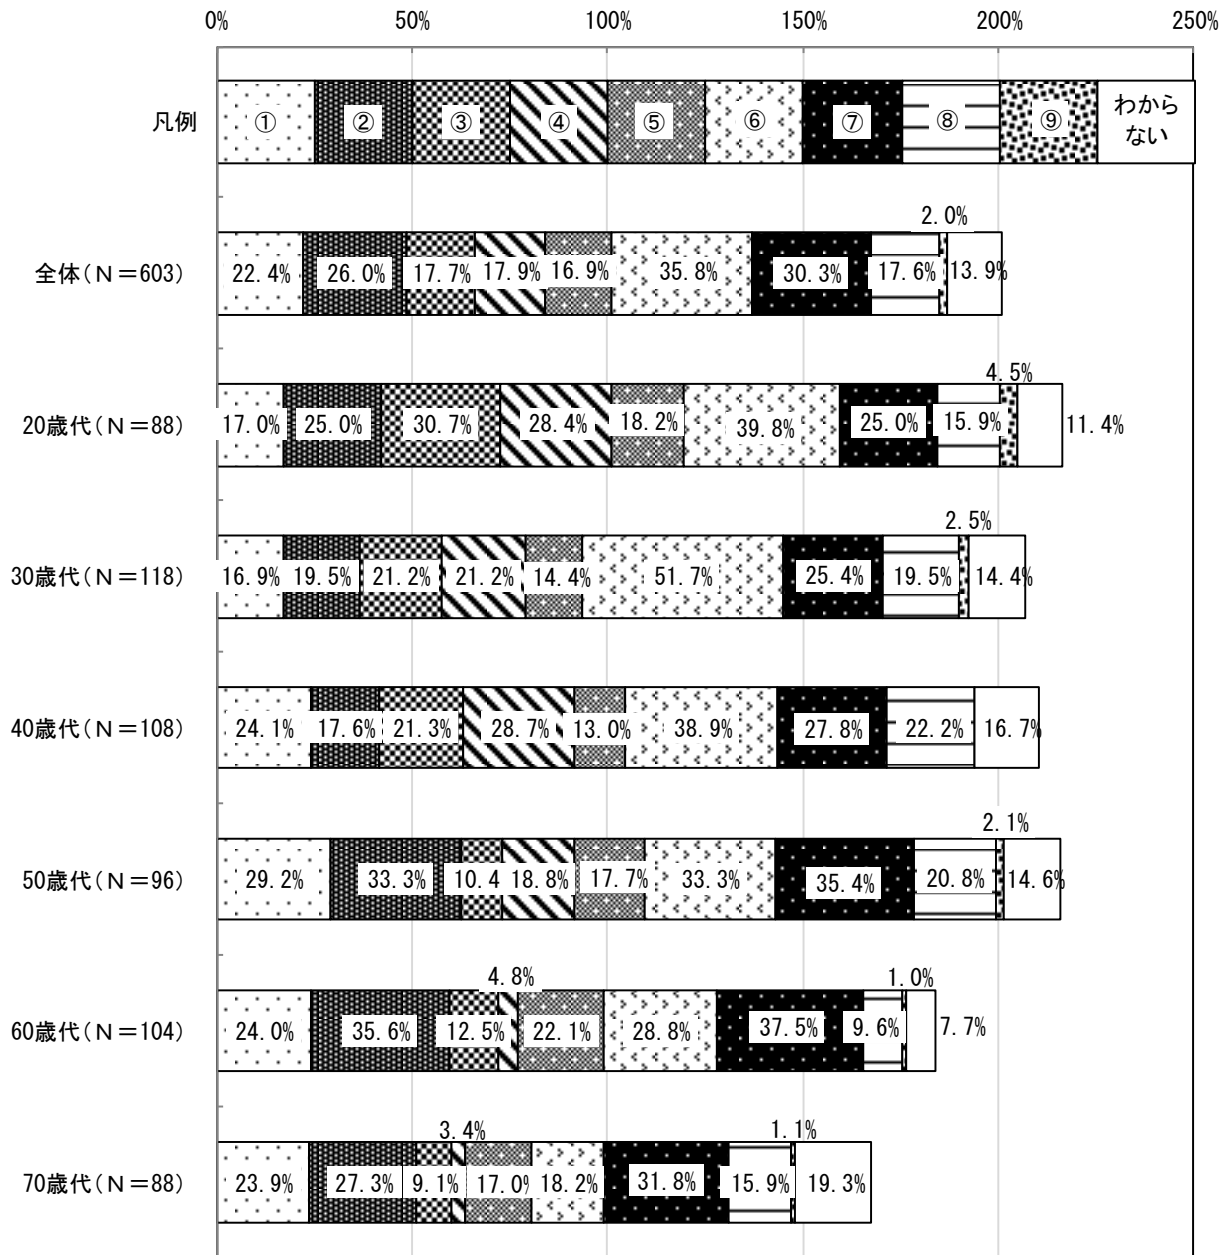 0% 50% 100% 150% 200% 250%
凡例 ① ② ③ ④ ⑤ ⑥ ⑦ ⑧ ⑨ わから
ない
2.0%
全体(N=603) 22.4% 26.0% 17.7% 17.9% 16.9% 35.8% 30.3% 17.6% 13.9%
4.5%
20歳代(N=88) 17.0% 25.0% 30.7% 28.4% 18.2% 39.8% 25.0% 15.9% 11.4%
2.5%
30歳代(N=118) 16.9% 19.5% 21.2% 21.2% 14.4% 51.7% 25.4% 19.5% 14.4%
40歳代(N=108) 24.1% 17.6% 21.3% 28.7% 13.0% 38.9% 27.8% 22.2% 16.7%
2.1%
50歳代(N=96) 29.2% 33.3% 10.4 18.8% 17.7% 33.3% 35.4% 20.8% 14.6%
4.8% 1.0%
60歳代(N=104) 24.0% 35.6% 12.5% 22.1% 28.8% 37.5% 9.6% 7.7%
3.4% 1.1%
70歳代(N=88) 23.9% 27.3% 9.1% 17.0% 18.2% 31.8% 15.9% 19.3%